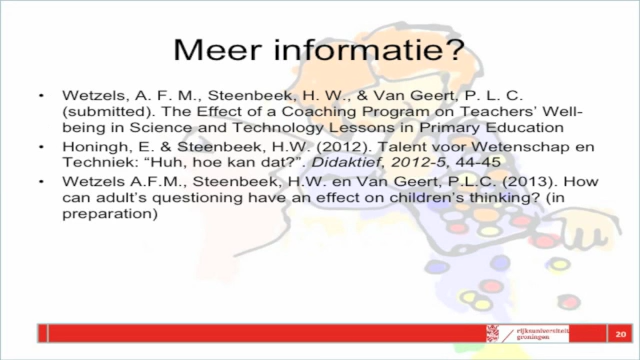 Meer informatie?
• Wetzels, A. F. M., Steenbeek, H. W., & Van Geert, P. L. C.
(submitted). The Effect of a Coaching Program on Teachers' Well-
being in Science and Technology Lessons in Primary Education
• Honingh, E. & Steenbeek, H.W. (2012). Talent voor Wetenschap en
Techniek: “Huh, hoe kan dat?”. Didaktief, 2012-5, 44-45
• Wetzels A.F.M., Steenbeek, H.W. en Van Geert, P.L.C. (2013). How
can adult's questioning have an effect on children's thinking? (in
preparation)
rijksuniversiteit
groningen
20